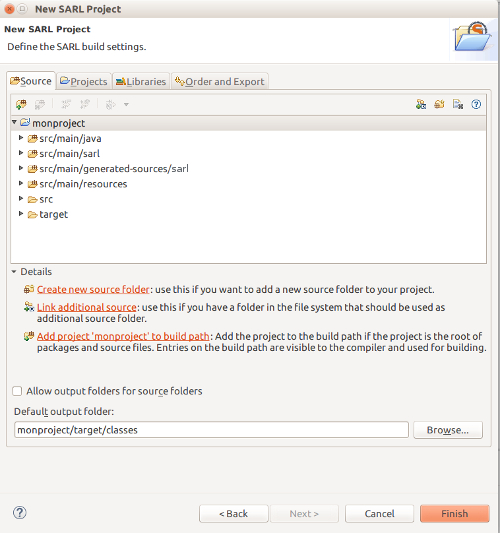 New SARL Project
New SARL Project
Define the SARL build settings.
Source Projects Libraries Order and Export
monproject
src/main/java
src/main/sarl
src/main/generated-sources/sarl
src/main/resources
src
target
Details
Create new source folder: use this if you want to add a new source folder to your project.
Link additional source: use this if you have a folder in the file system that should be used as
additional source folder.
Add project 'monproject' to build path: Add the project to the build path if the project is the root of
packages and source files. Entries on the build path are visible to the compiler and used for building.
Allow output folders for source folders
Default output folder:
monproject/target/classes
Browse...
< Back Next > Cancel Finish